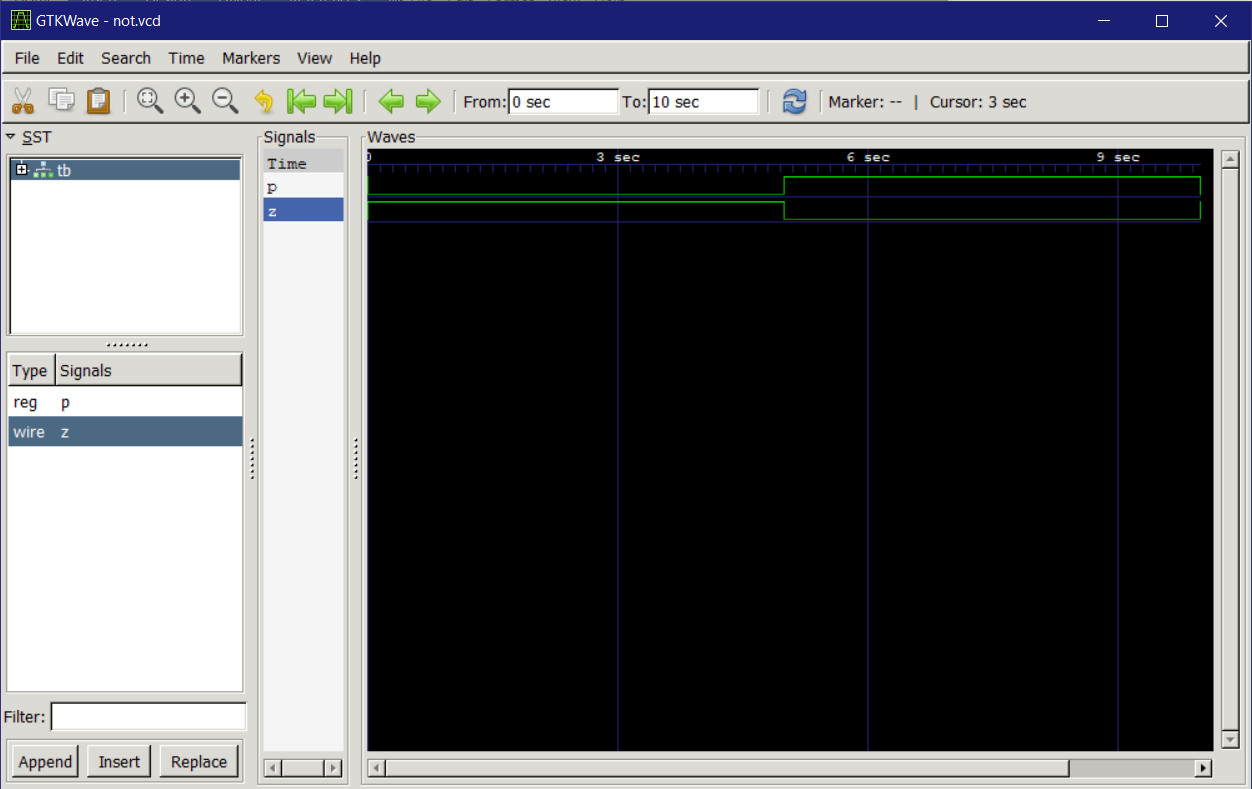 GTKWave - not.vcd
File Edit Search Time Markers View Help
From: 0 sec To: 10 sec Marker: -- | Cursor: 3 sec
SST
tb
Type Signals
reg p
wire z
Filter:
Append Insert Replace
Signals
Time
p
z
Waves
0 3 sec 6 sec 9 sec